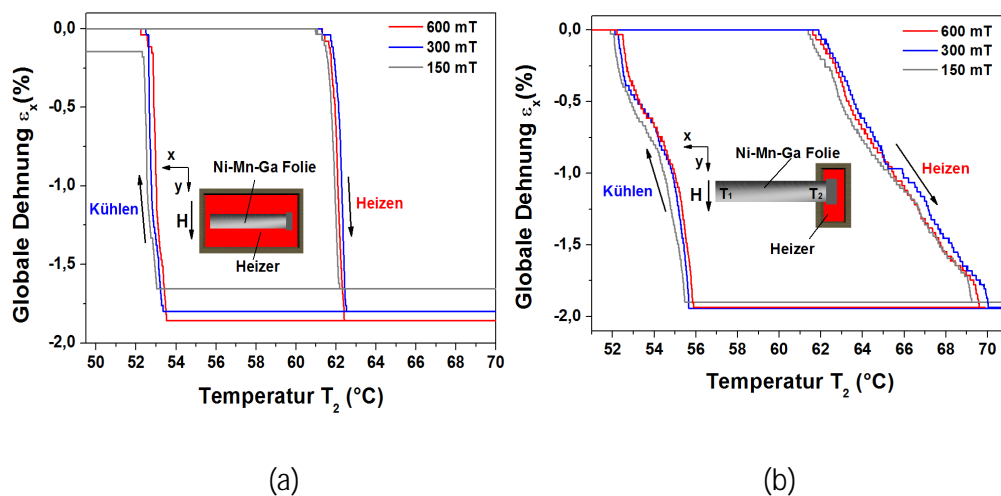 0,0
-0,5
-1,0
-1,5
-2,0
2,0
Globale Dehnung εx(%)
50 52 54 56 58 60 62 64 66 68 70
Temperatur T2 (°C)
600 mT
300 mT
150 mT
x
y
H
Ni-Mn-Ga Folie
Heizer
Kühlen
Heizen
(a)
0,0
-0,5
-1,0
-1,5
-2,0
Globale Dehnung εx(%)
52 54 56 58 60 62 64 66 68 70
Temperatur T2 (°C)
600 mT
300 mT
150 mT
x
y
H
Ni-Mn-Ga Folie
T1
T2
Heizer
Kühlen
Heizen
(b)